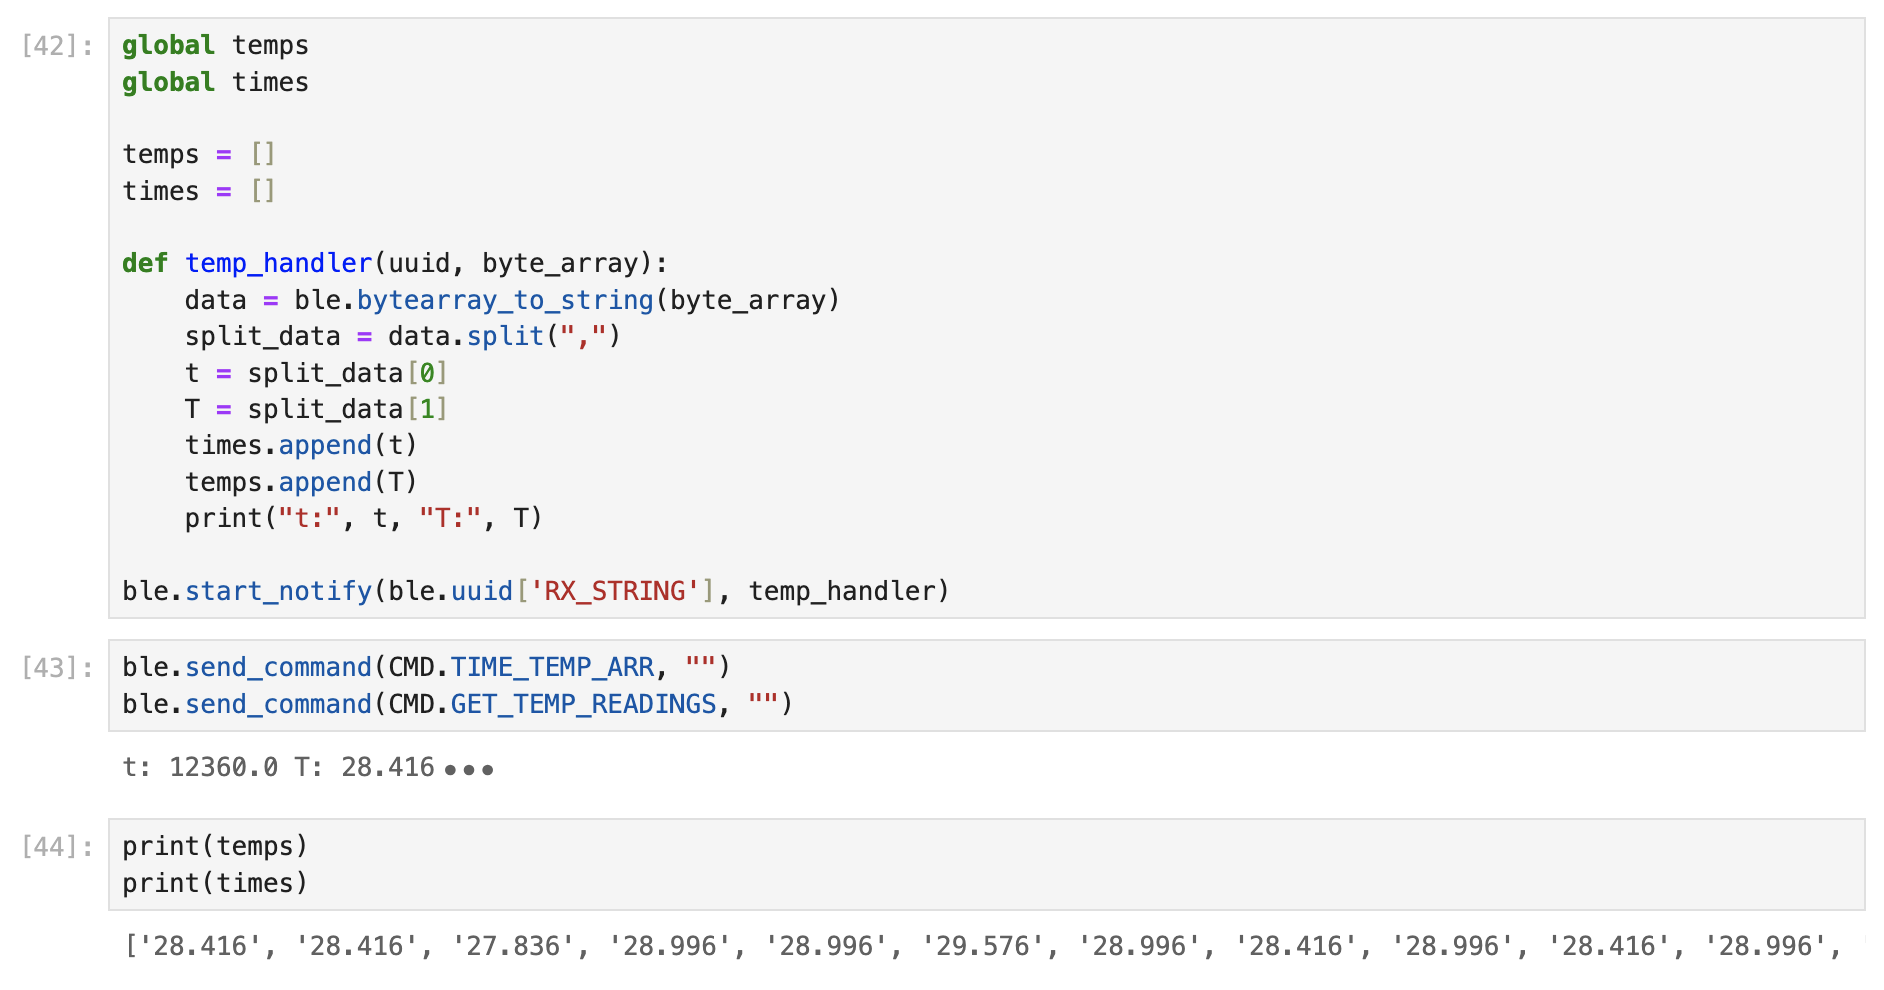 [42]:
global temps
global times
temps = []
times = []
def temp_handler(uuid, byte_array):
    data = ble.bytearray_to_string(byte_array)
    split_data = data.split(",")
    t = split_data[0]
    T = split_data[1]
    times.append(t)
    temps.append(T)
    print("t:", t, "T:", T)
ble.start_notify(ble.uuid['RX_STRING'], temp_handler)
[43]:
ble.send_command(CMD.TIME_TEMP_ARR, "")
ble.send_command(CMD.GET_TEMP_READINGS, "")
t: 12360.0 T: 28.416 •••
[44]:
print(temps)
print(times)
['28.416', '28.416', '27.836', '28.996', '28.996', '29.576', '28.996', '28.416', '28.996', '28.416', '28.996',